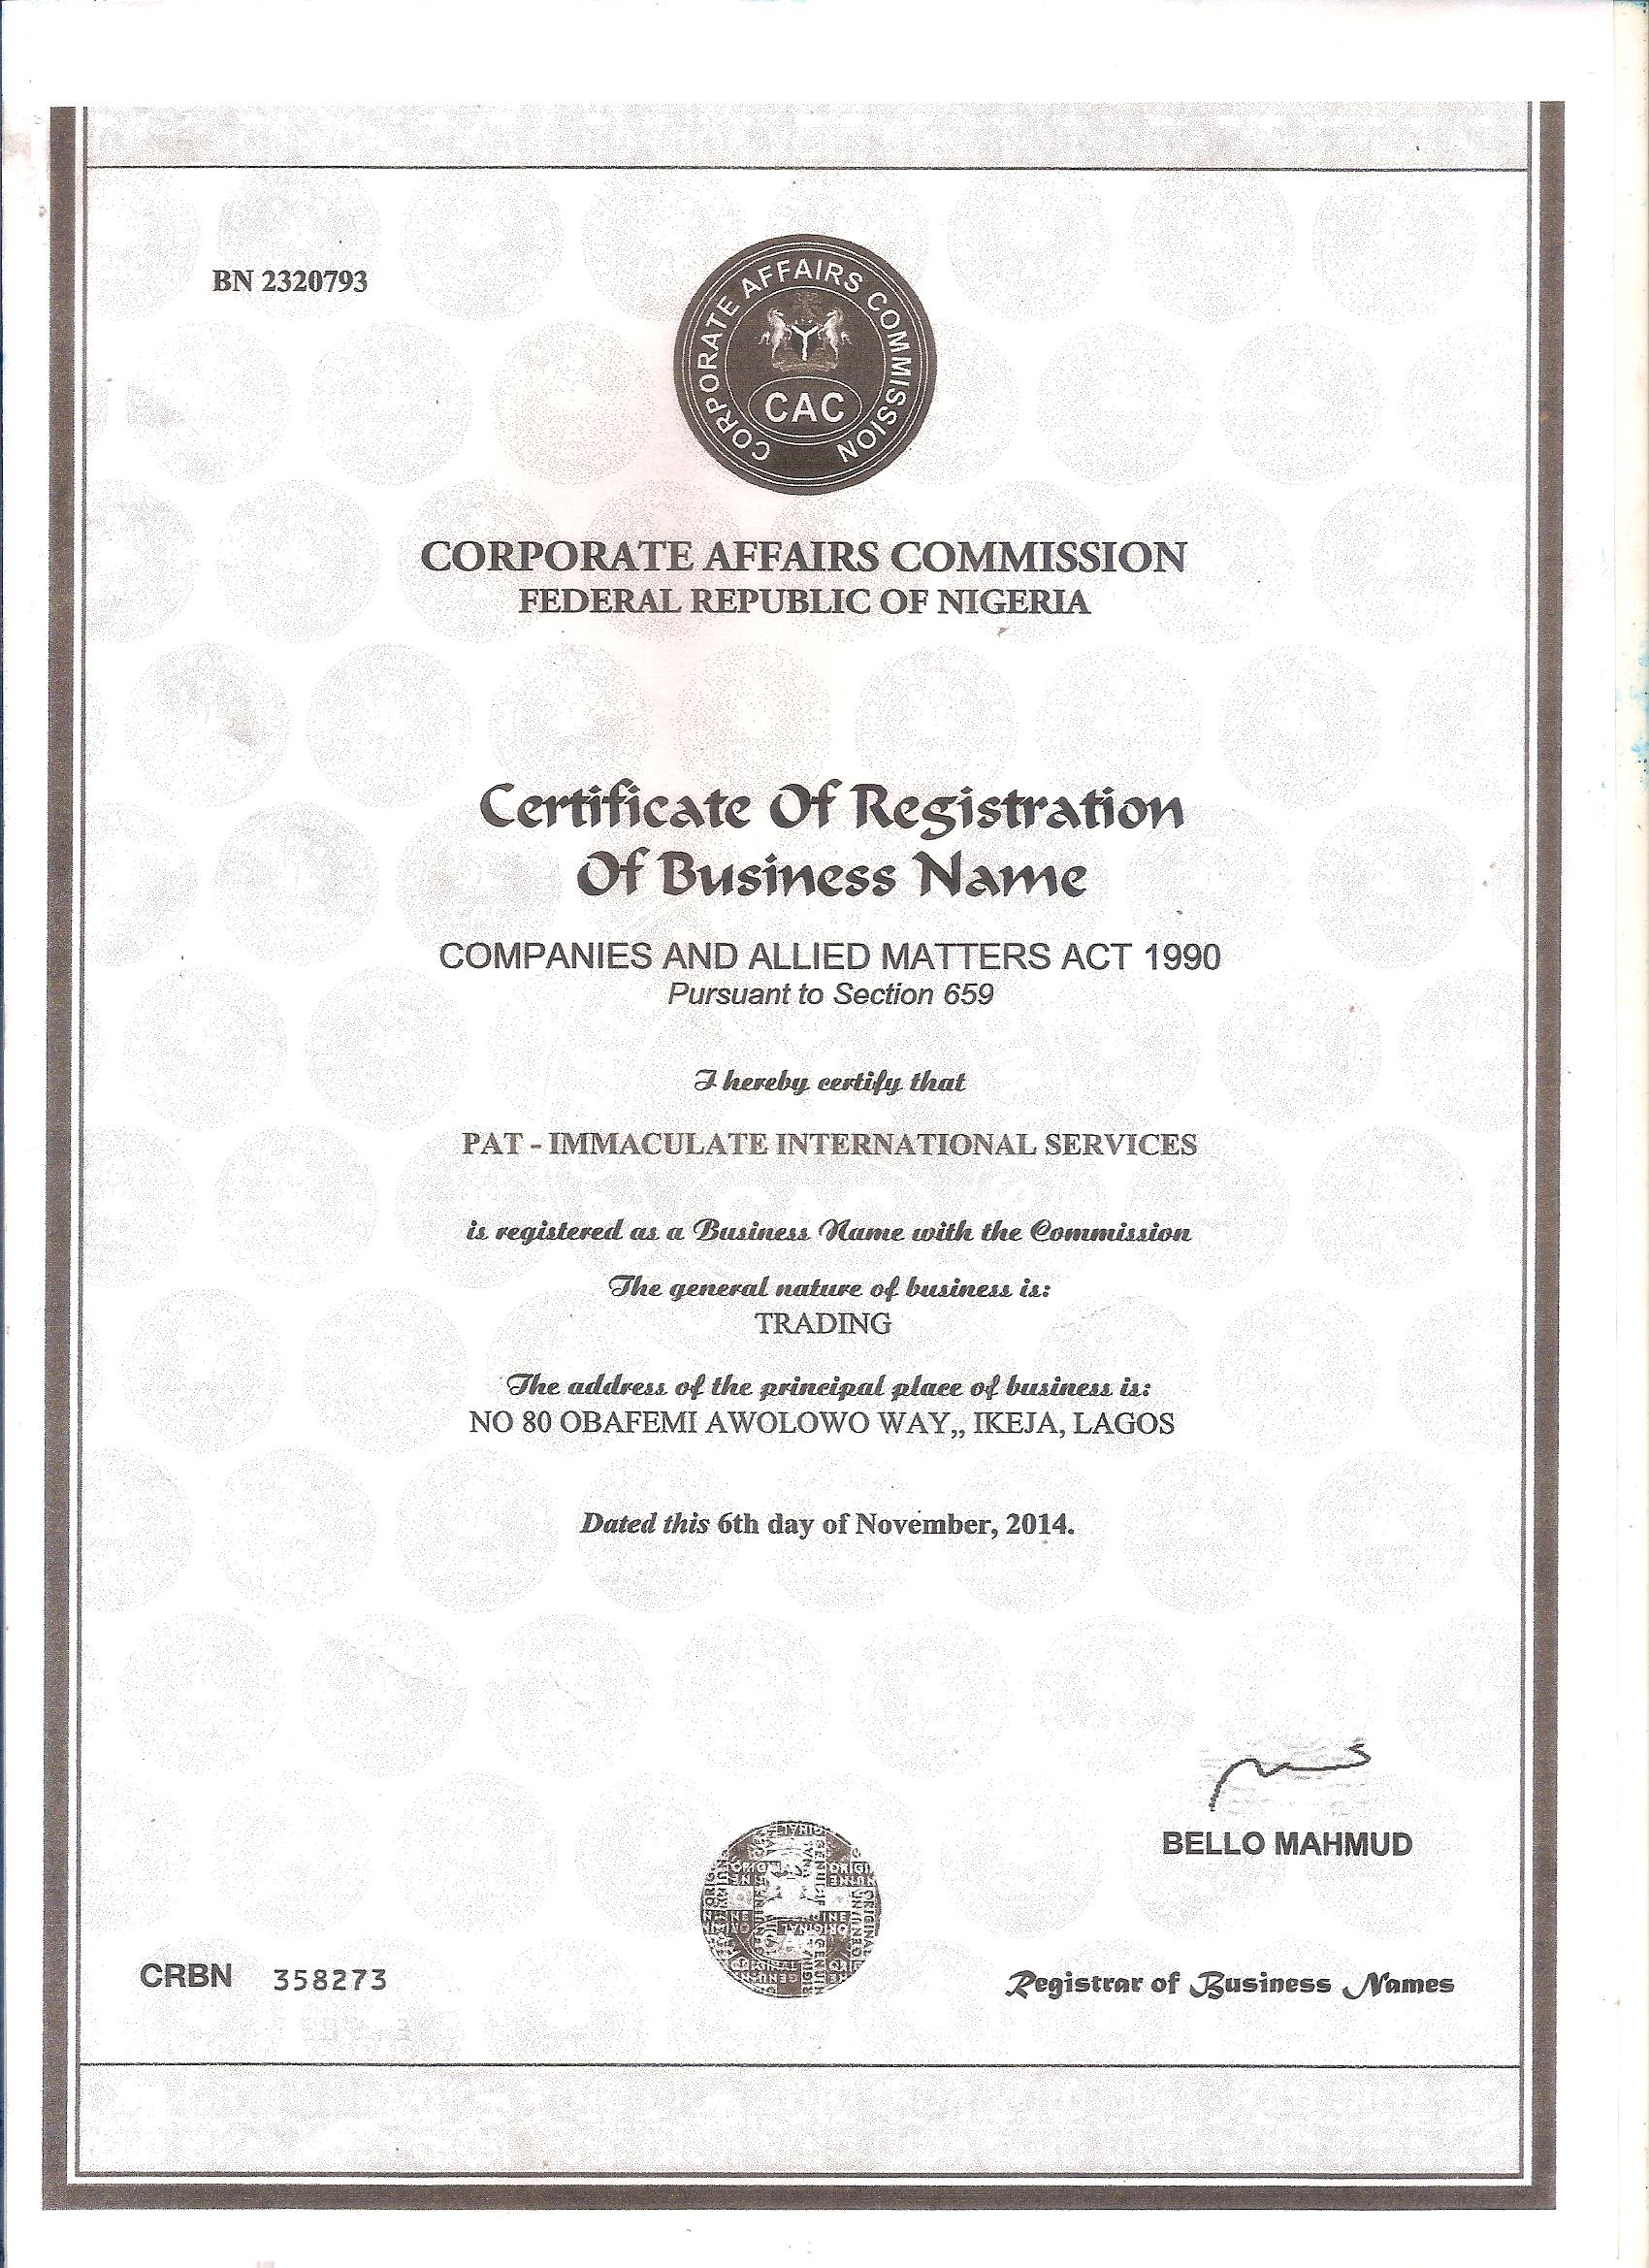 BN 2320793
CORPORATE AFFAIRS COMMISSION
CAC
CORPORATE AFFAIRS COMMISSION
FEDERAL REPUBLIC OF NIGERIA
Certificate Of Registration
Of Business Name
COMPANIES AND ALLIED MATTERS ACT 1990
Pursuant to Section 659
I hereby certify that
PAT - IMMACULATE INTERNATIONAL SERVICES
is registered as a Business Name with the Commission
The general nature of business is:
TRADING
The address of the principal place of business is:
NO 80 OBAFEMI AWOLOWO WAY,, IKEJA, LAGOS
Dated this 6th day of November, 2014.
BELLO MAHMUD
CRBN 358273
Registrar of Business Names